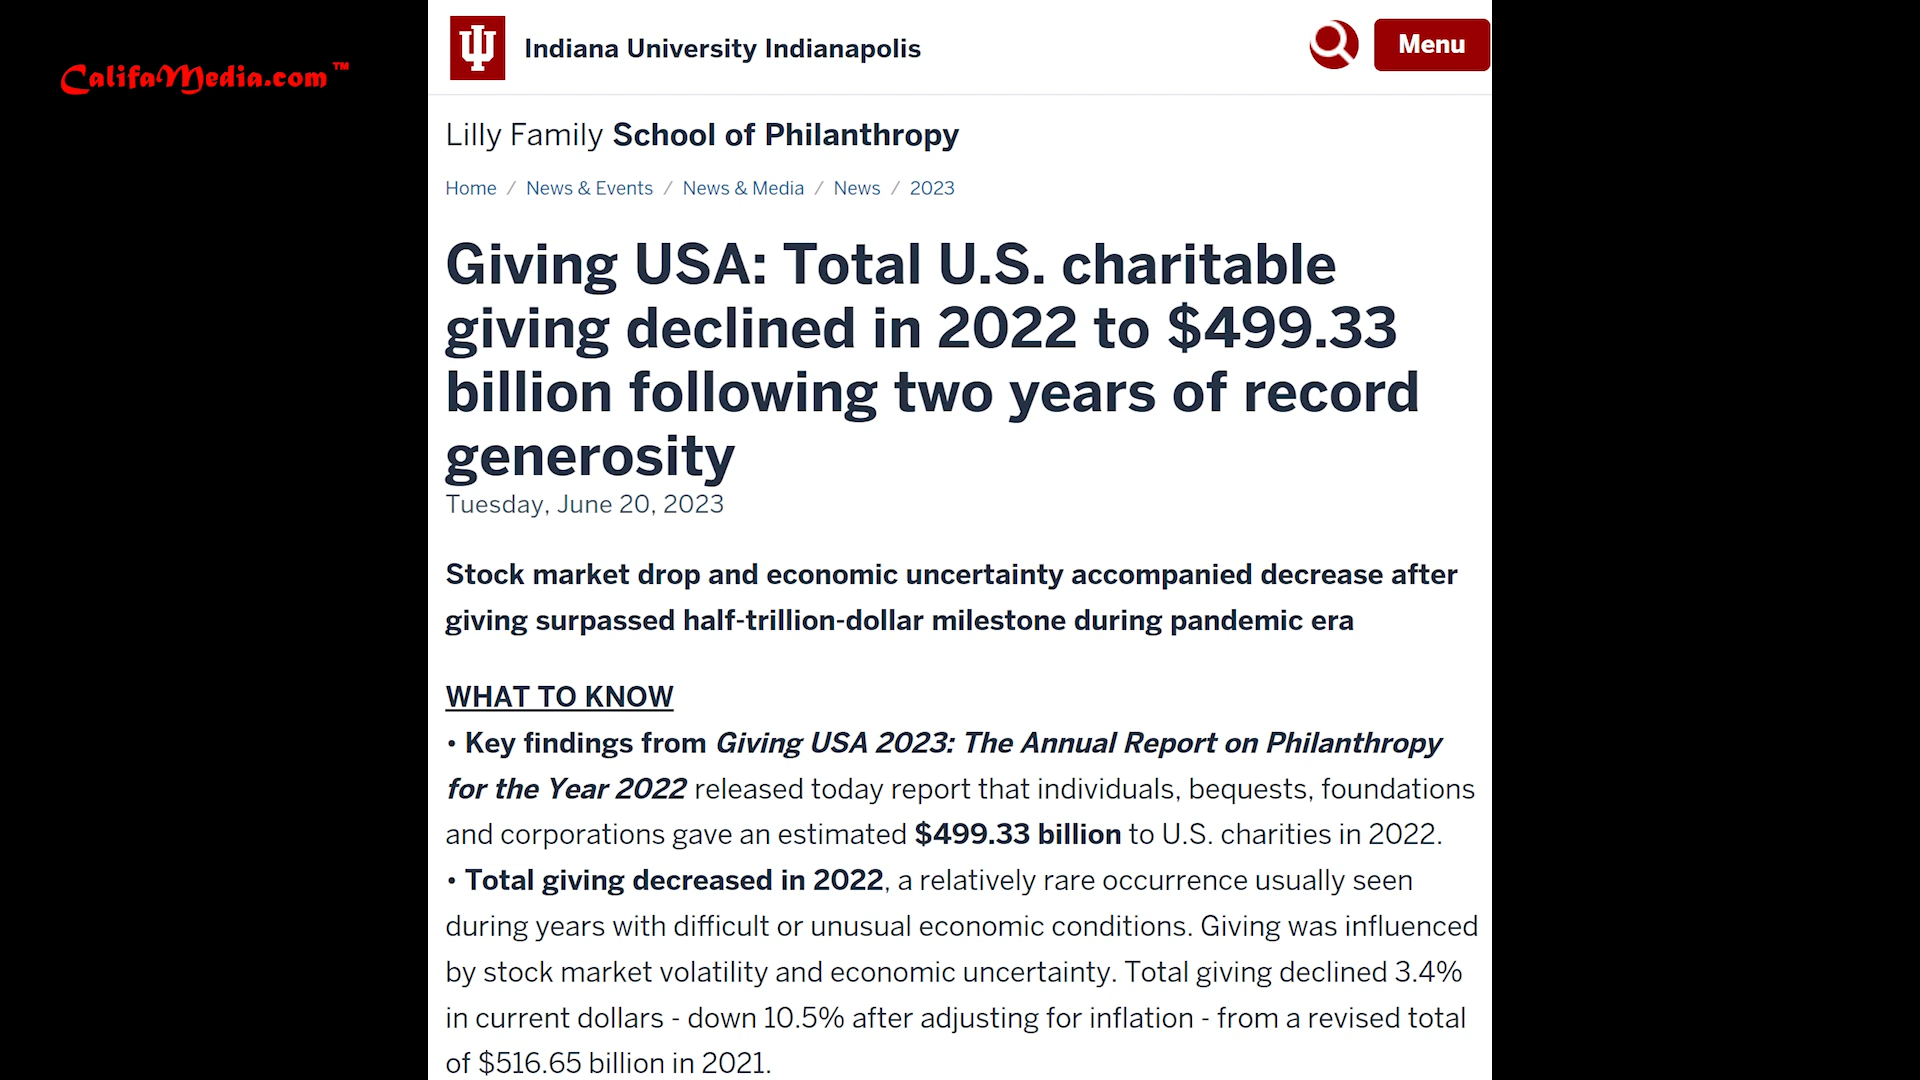 CalifaMedia.com™
Indiana University Indianapolis
Menu
Lilly Family School of Philanthropy
Home / News & Events / News & Media / News / 2023
Giving USA: Total U.S. charitable
giving declined in 2022 to $499.33
billion following two years of record
generosity
Tuesday, June 20, 2023
Stock market drop and economic uncertainty accompanied decrease after
giving surpassed half-trillion-dollar milestone during pandemic era
WHAT TO KNOW
• Key findings from Giving USA 2023: The Annual Report on Philanthropy
for the Year 2022 released today report that individuals, bequests, foundations
and corporations gave an estimated $499.33 billion to U.S. charities in 2022.
• Total giving decreased in 2022, a relatively rare occurrence usually seen
during years with difficult or unusual economic conditions. Giving was influenced
by stock market volatility and economic uncertainty. Total giving declined 3.4%
in current dollars - down 10.5% after adjusting for inflation - from a revised total
of $516.65 billion in 2021.